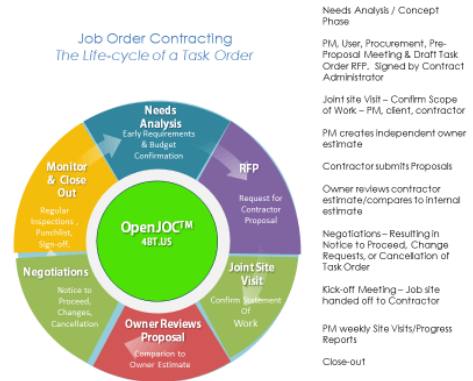 Job Order Contracting
The Life-cycle of a Task Order
Needs
Analysis
Early Requirements
& Budget
Confirmation
RFP
Request for
Contractor
Proposal
Joint Site
Visit
Confirm Statement
Of
Work
Owner Reviews
Proposal
Comparion to
Owner Estimate
Negotiations
Notice to
Proceed,
Changes,
Cancellation
Monitor
& Close
Out
Regular
Inspections ,
Punchlist,
Sign-off,
OpenJOC™
4BT.US
Needs Analysis / Concept
Phase
PM, User, Procurement, Pre-
Proposal Meeting & Draft Task
Order RFP. Signed by Contract
Administrator
Joint site Visit – Confirm Scope
of Work – PM, client, contractor
PM creates independent owner
estimate
Contractor submits Proposals
Owner reviews contractor
estimate/compares to internal
estimate
Negotiations – Resulting in
Notice to Proceed, Change
Requests, or Cancellation of
Task Order
Kick-off Meeting – Job site
handed off to Contractor
PM weekly Site Visits/Progress
Reports
Close-out